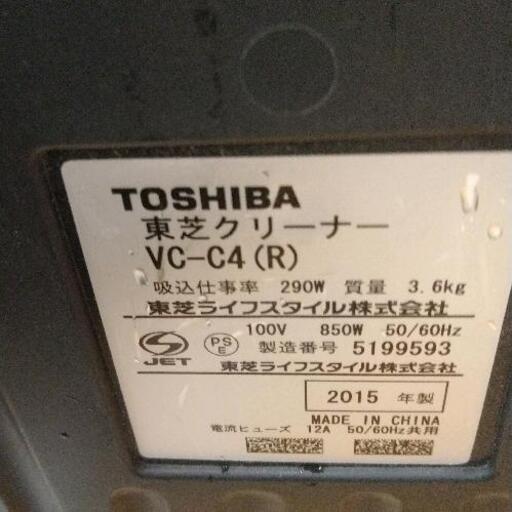 TOSHIBA
東芝クリーナー
VC-C4(R)
吸込仕事率 290W 質量 3.6kg
東芝ライフスタイル株式会社
100V 850W 50/60Hz
PS E 製造番号 5199593
S JET
東芝ライフスタイル株式会社
2015 年製
MADE IN CHINA
電流ヒューズ 12A 50/60Hz共用